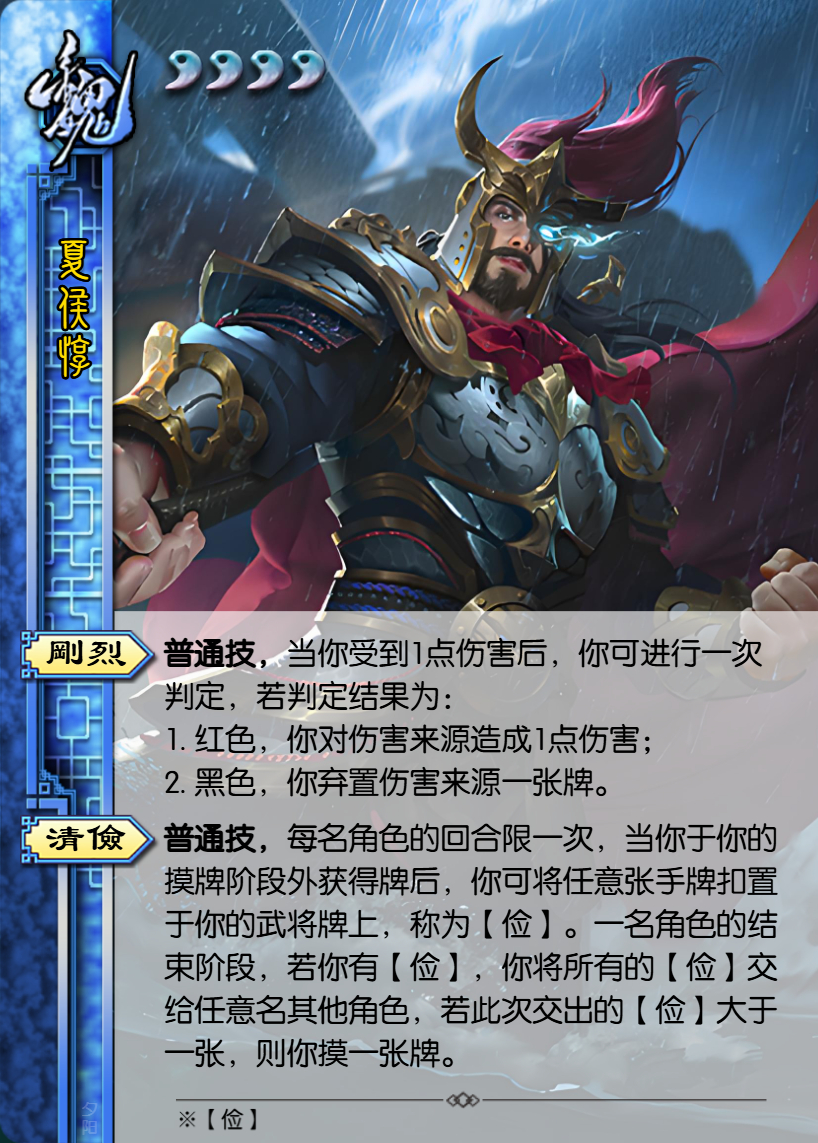 魏
夏侯惇
剛烈
普通技，当你受到1点伤害后，你可进行一次
判定，若判定结果为：
1. 红色，你对伤害来源造成1点伤害；
2. 黑色，你弃置伤害来源一张牌。
清儉
普通技，每名角色的回合限一次，当你于你的
摸牌阶段外获得牌后，你可将任意张手牌扣置
于你的武将牌上，称为【俭】。一名角色的结
束阶段，若你有【俭】，你将所有的【俭】交
给任意名其他角色，若此次交出的【俭】大于
一张，则你摸一张牌。
※【俭】
夕阳